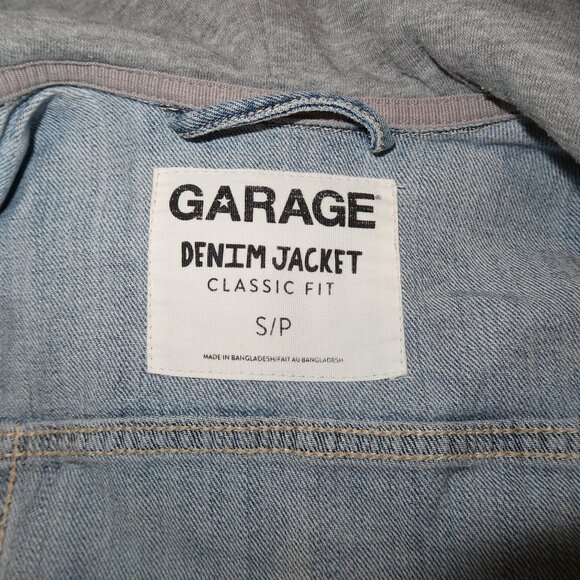 GARAGE
DENIM JACKET
CLASSIC FIT
S/P
MADE IN BANGLADESH/FAIT AU BANGLADESH